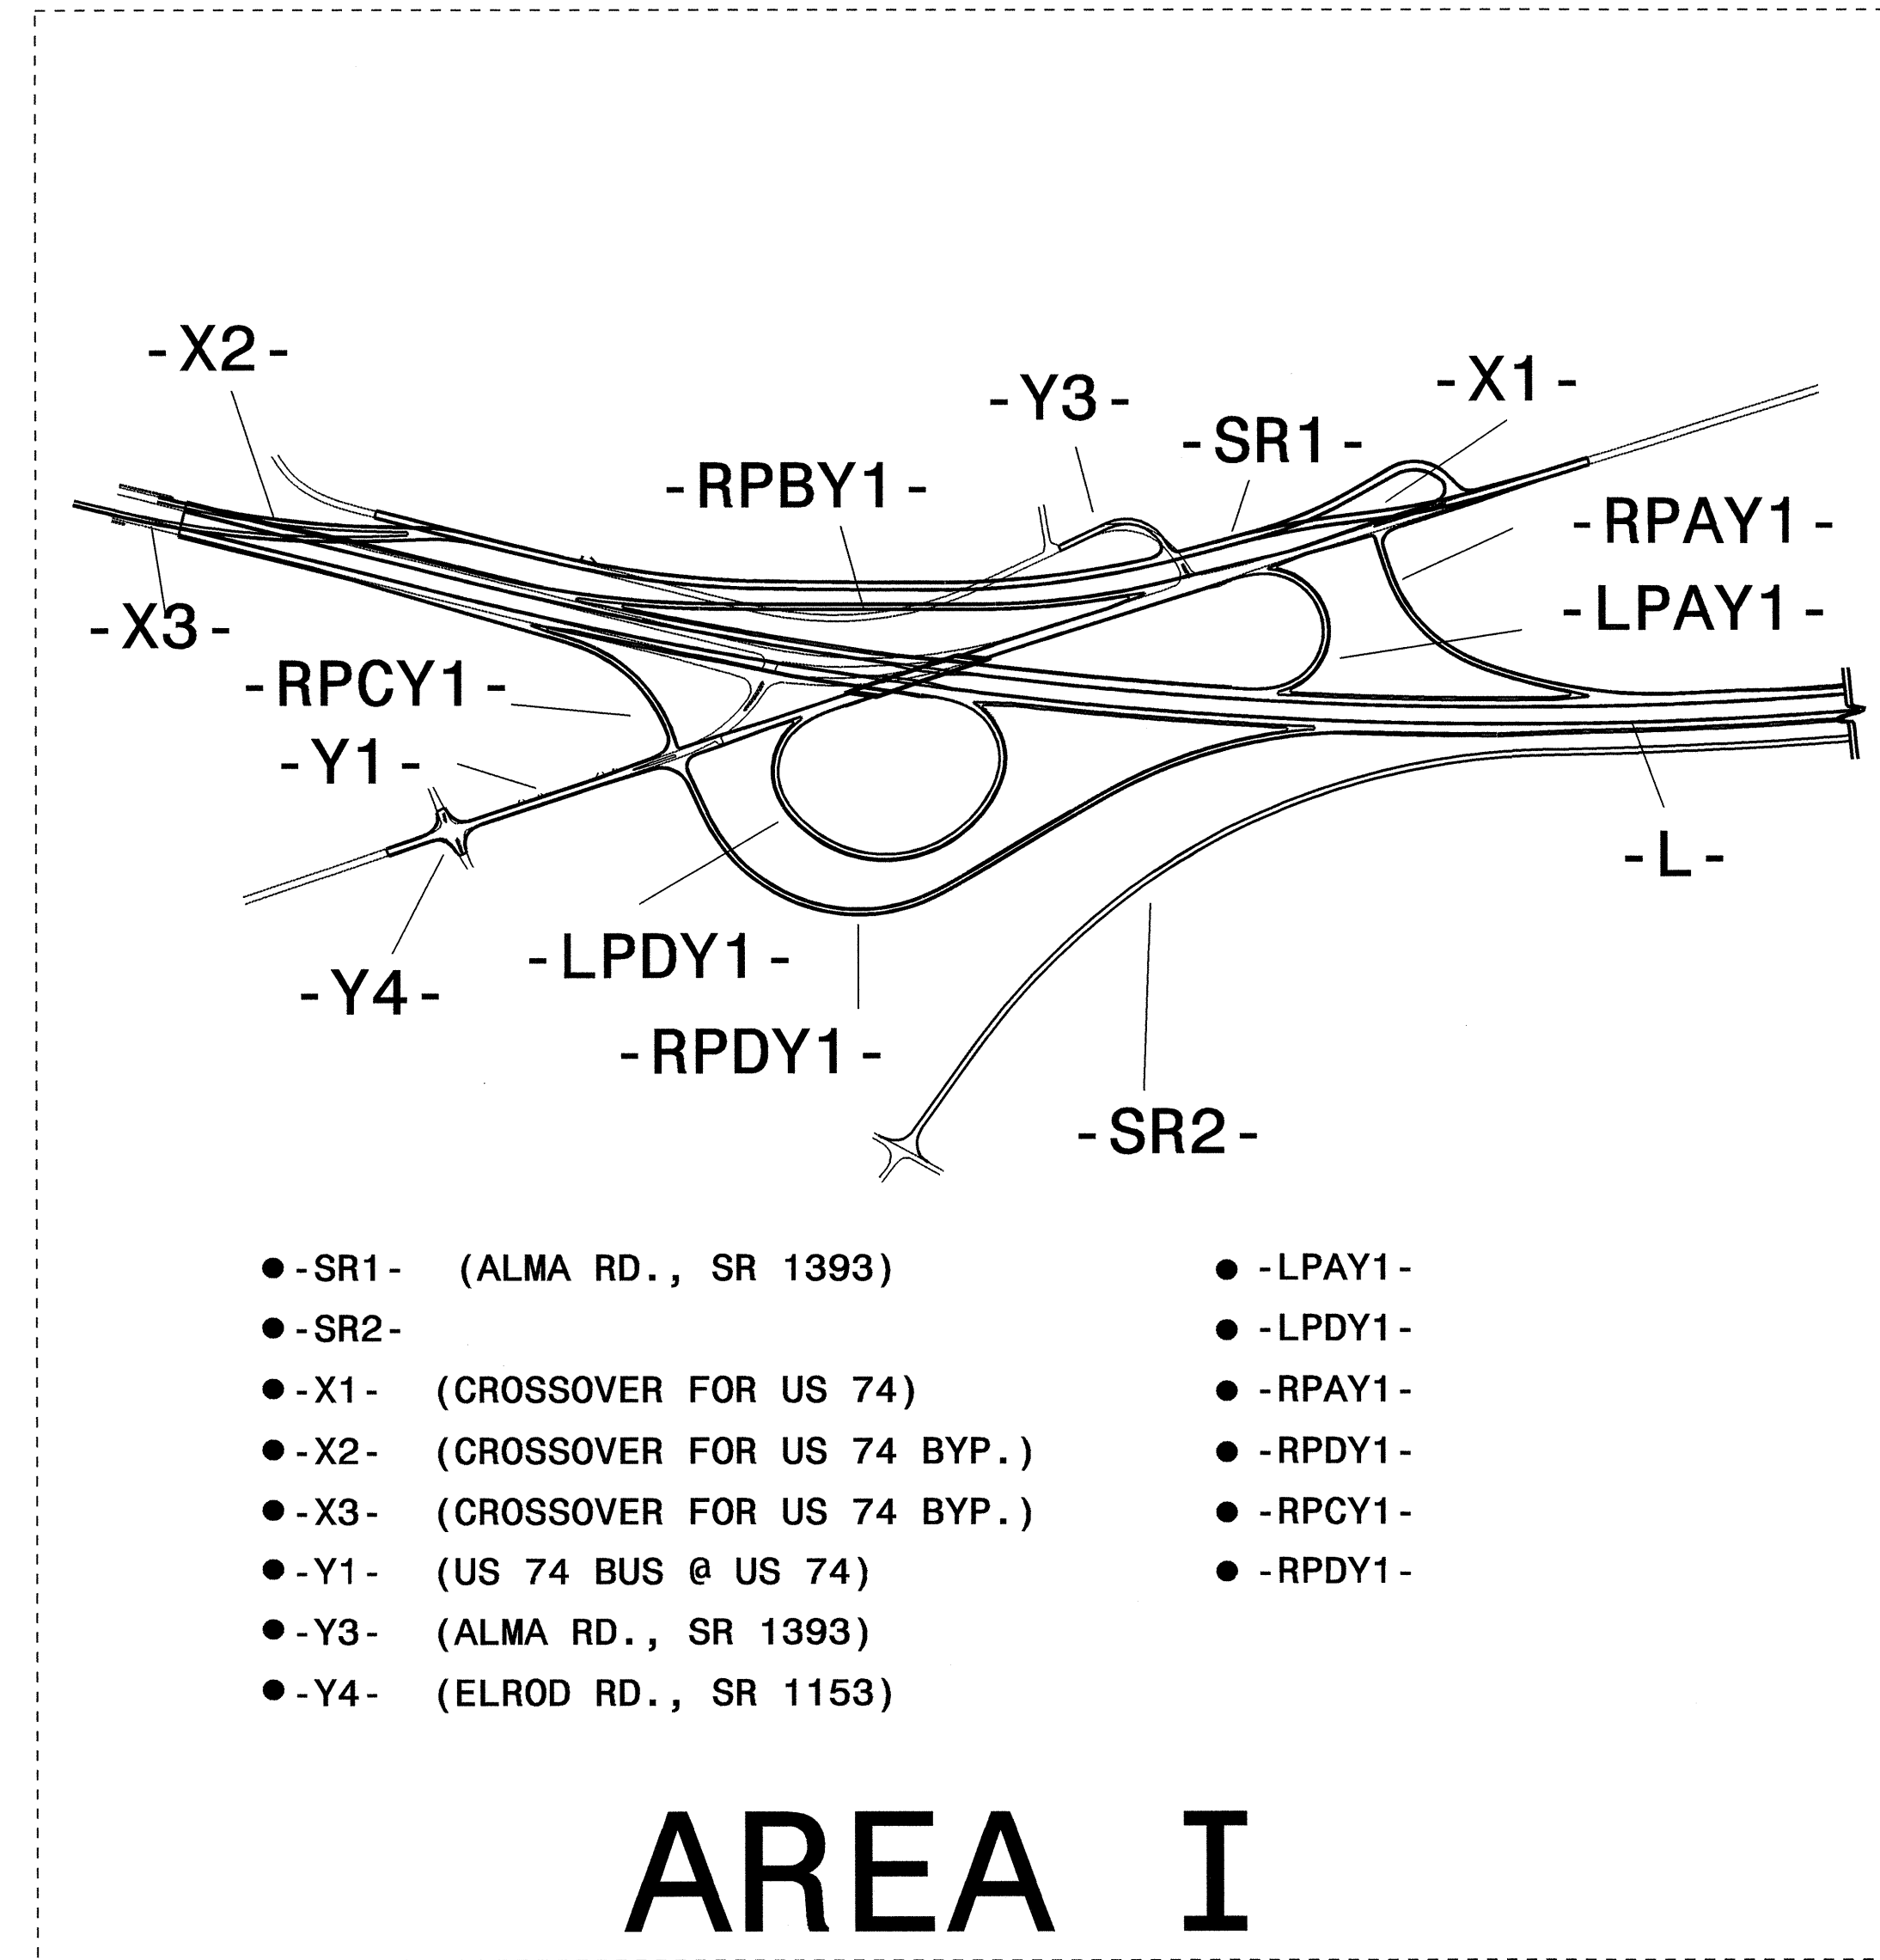 -X2-
-X1-
-Y3-
-SR1-
-RPBY1-
-RPAY1-
-LPAY1-
-X3-
-RPCY1-
-Y1-
-L-
-LPDY1-
-Y4-
-RPDY1-
-SR2-
● -SR1- (ALMA RD., SR 1393)
● -SR2-
● -X1- (CROSSOVER FOR US 74)
● -X2- (CROSSOVER FOR US 74 BYP.)
● -X3- (CROSSOVER FOR US 74 BYP.)
● -Y1- (US 74 BUS @ US 74)
● -Y3- (ALMA RD., SR 1393)
● -Y4- (ELROD RD., SR 1153)
● -LPAY1-
● -LPDY1-
● -RPAY1-
● -RPDY1-
● -RPCY1-
● -RPDY1-
AREA I